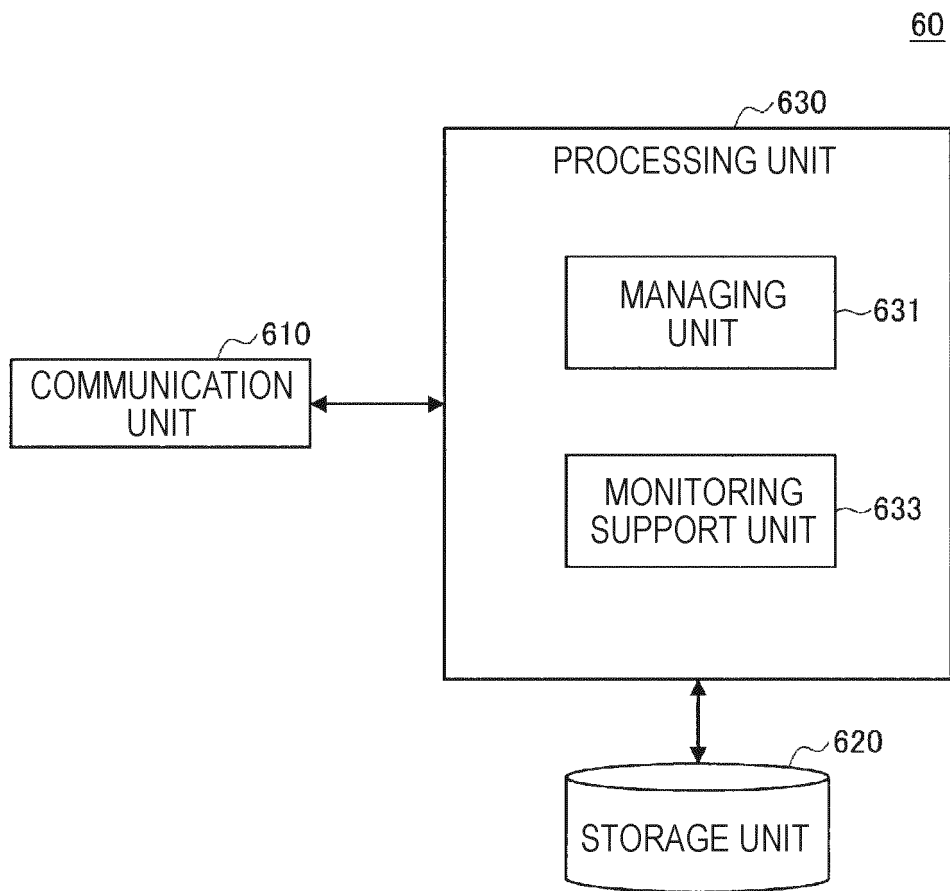 60
630
PROCESSING UNIT
MANAGING
UNIT
631
610
COMMUNICATION
UNIT
MONITORING
SUPPORT UNIT
633
620
STORAGE UNIT